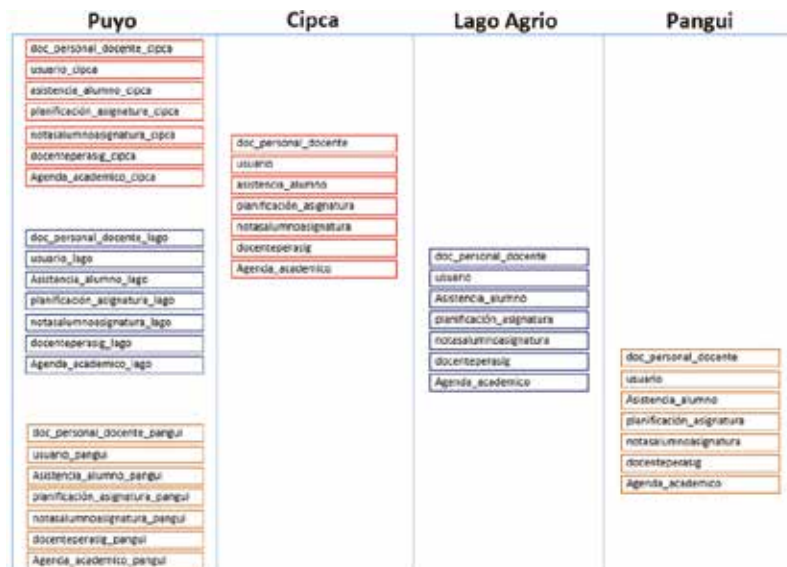 Puyo
Cipca
Lago Agrio
Pangui
doc_personal_docente_cipca
usuario_cipca
asistencia_alumno_cipca
planificación_asignatura_cipca
notasalumnoasignatura_cipca
docenteperasig_cipca
Agenda_academico_cipca
doc_personal_docente_lago
usuario_lago
Asistencia_alumno_lago
planificación_asignatura_lago
notasalumnoasignatura_lago
docenteperasig_lago
Agenda_academico_lago
doc_personal_docente_pangui
usuario_pangui
Asistencia_alumno_pangui
planificación_asignatura_pangui
notasalumnoasignatura_pangui
docenteperasig_pangui
Agenda_academico_pangui
doc_personal_docente
usuario
asistencia_alumno
planificación_asignatura
notasalumnoasignatura
docenteperasig
Agenda_academico
doc_personal_docente
usuario
Asistencia_alumno
planificación_asignatura
notasalumnoasignatura
docenteperasig
Agenda_academico
doc_personal_docente
usuario
Asistencia_alumno
planificación_asignatura
notasalumnoasignatura
docenteperasig
Agenda_academico